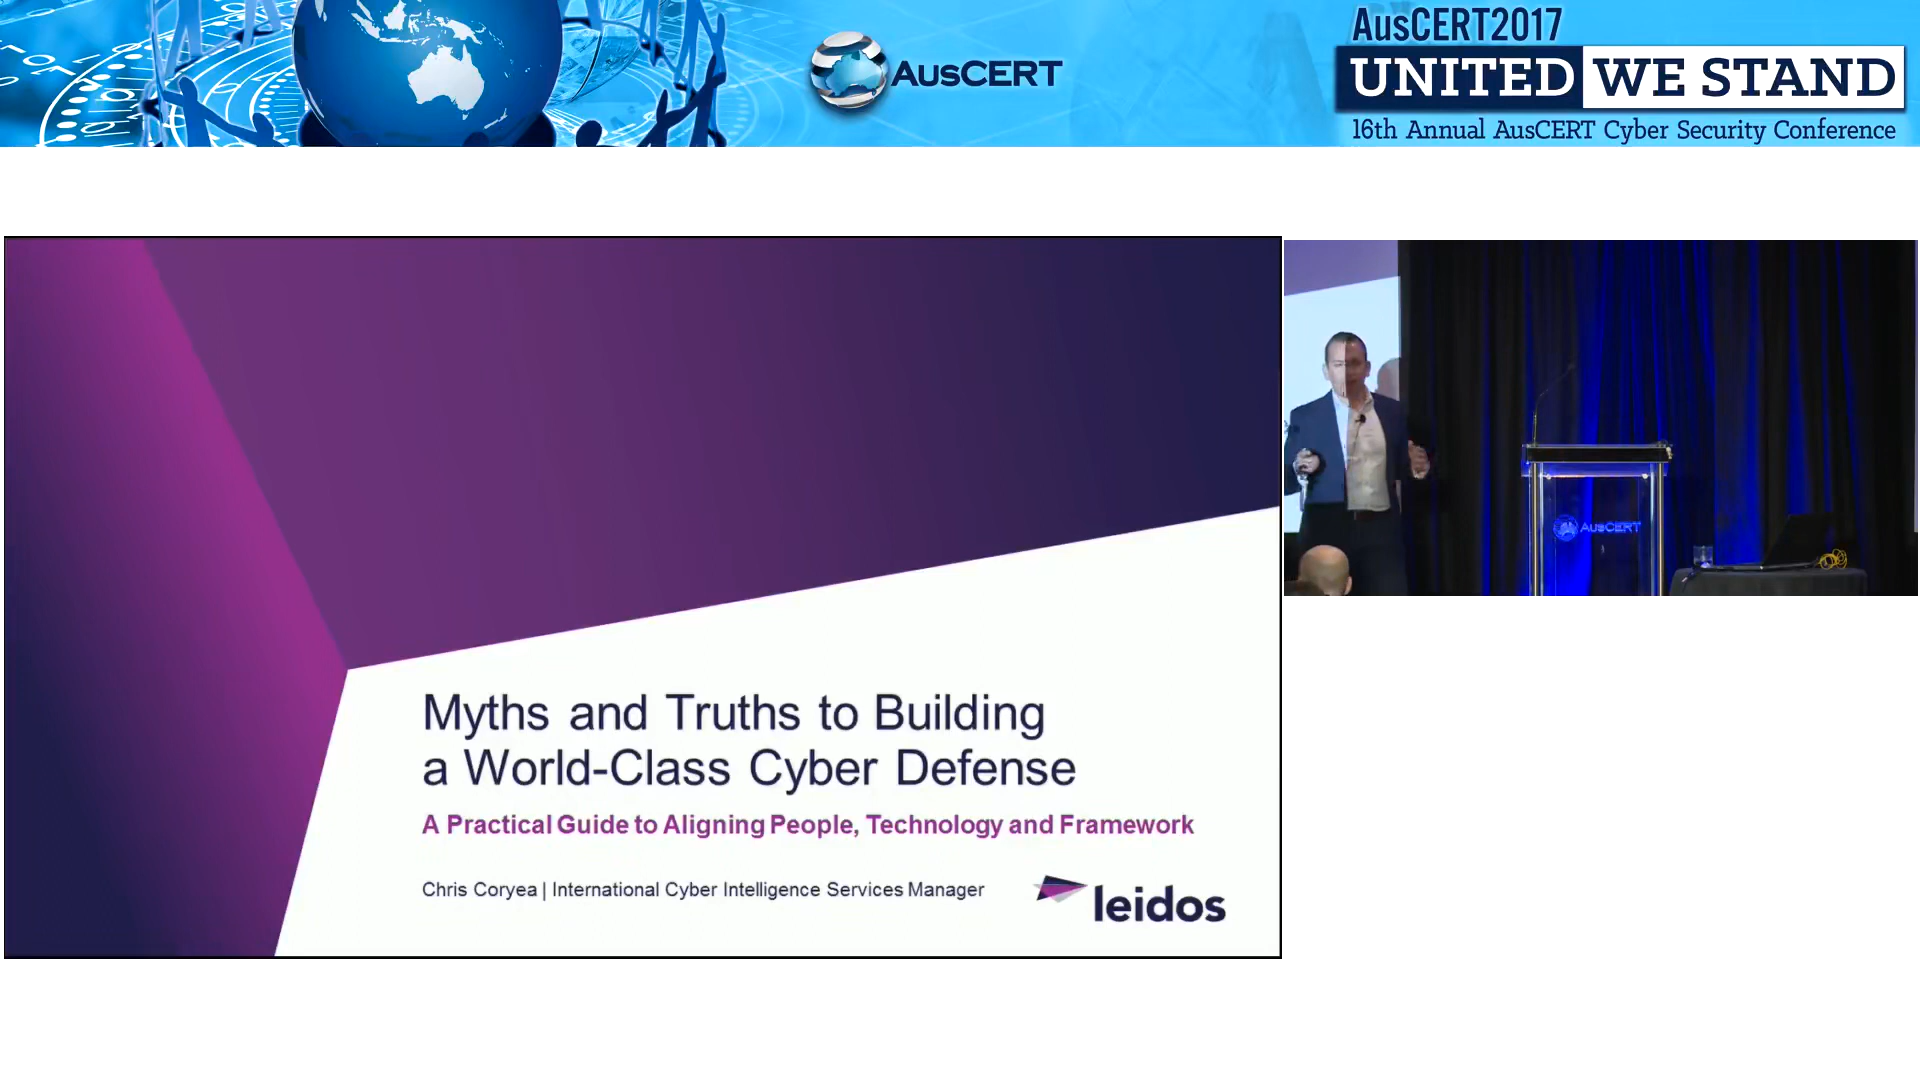 AusCERT
AusCERT2017
UNITED WE STAND
16th Annual AusCERT Cyber Security Conference
Myths and Truths to Building
a World-Class Cyber Defense
A Practical Guide to Aligning People, Technology and Framework
Chris Coryea | International Cyber Intelligence Services Manager
leidos
AusCERT